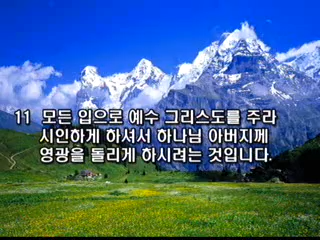 11 모든 입으로 예수 그리스도를 주라
시인하게 하셔서 하나님 아버지께
영광을 돌리게 하시려는 것입니다.